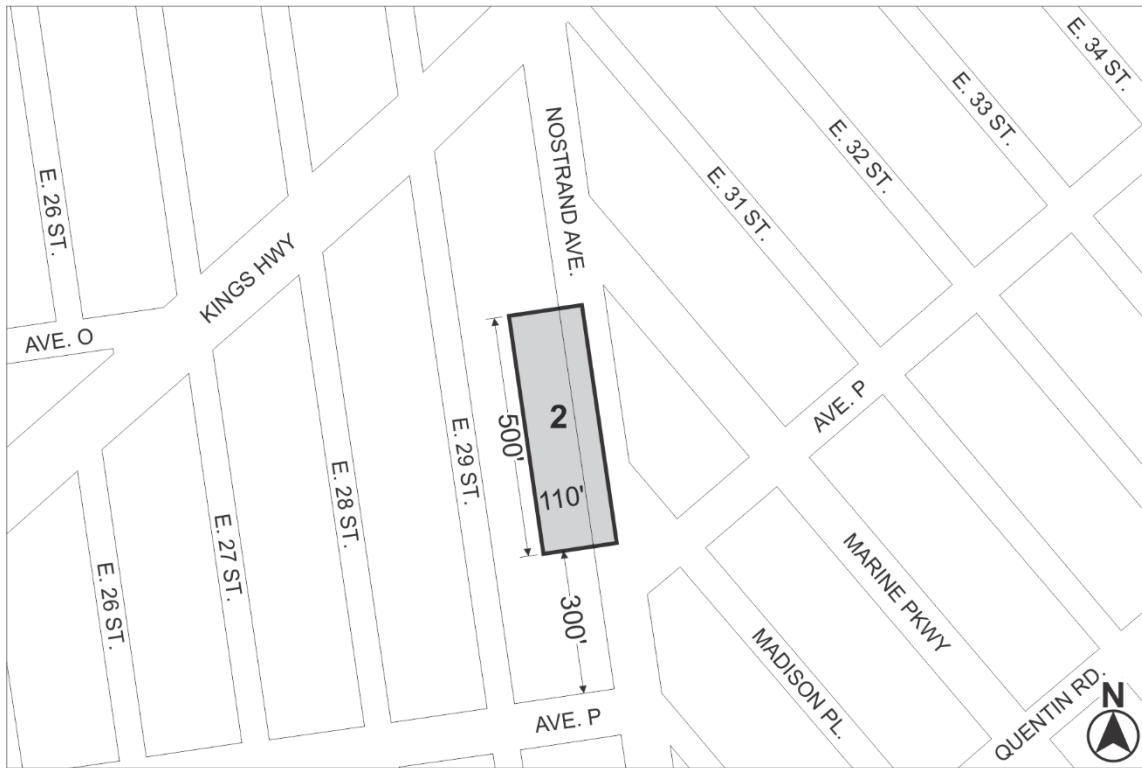 E. 34 ST.
E. 33 ST.
E. 32 ST.
E. 31 ST.
NOSTRAND AVE.
E. 26 ST.
KINGS HWY
AVE. O
AVE. P
2
500'
110'
300'
E. 29 ST.
E. 28 ST.
E. 27 ST.
E. 26 ST.
MARINE PKWY
MADISON PL.
QUENTIN RD.
AVE. P
N